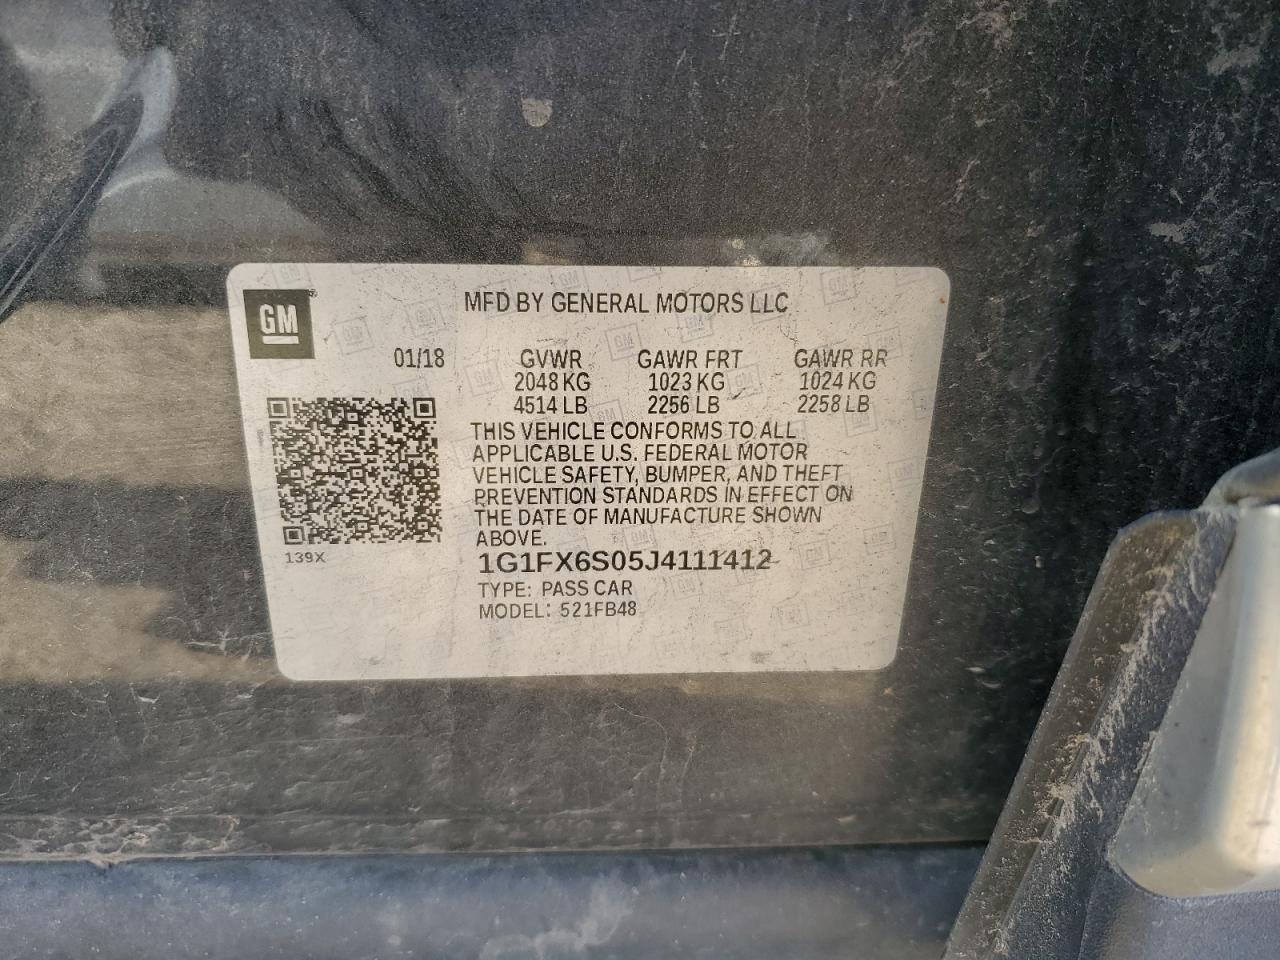 GM
MFD BY GENERAL MOTORS LLC
01/18 GVWR GAWR FRT GAWR RR
2048 KG 1023 KG 1024 KG
4514 LB 2256 LB 2258 LB
THIS VEHICLE CONFORMS TO ALL
APPLICABLE U.S. FEDERAL MOTOR
VEHICLE SAFETY, BUMPER, AND THEFT
PREVENTION STANDARDS IN EFFECT ON
THE DATE OF MANUFACTURE SHOWN
ABOVE.
139X
1G1FX6S05J4111412
TYPE: PASS CAR
MODEL: 521FB48